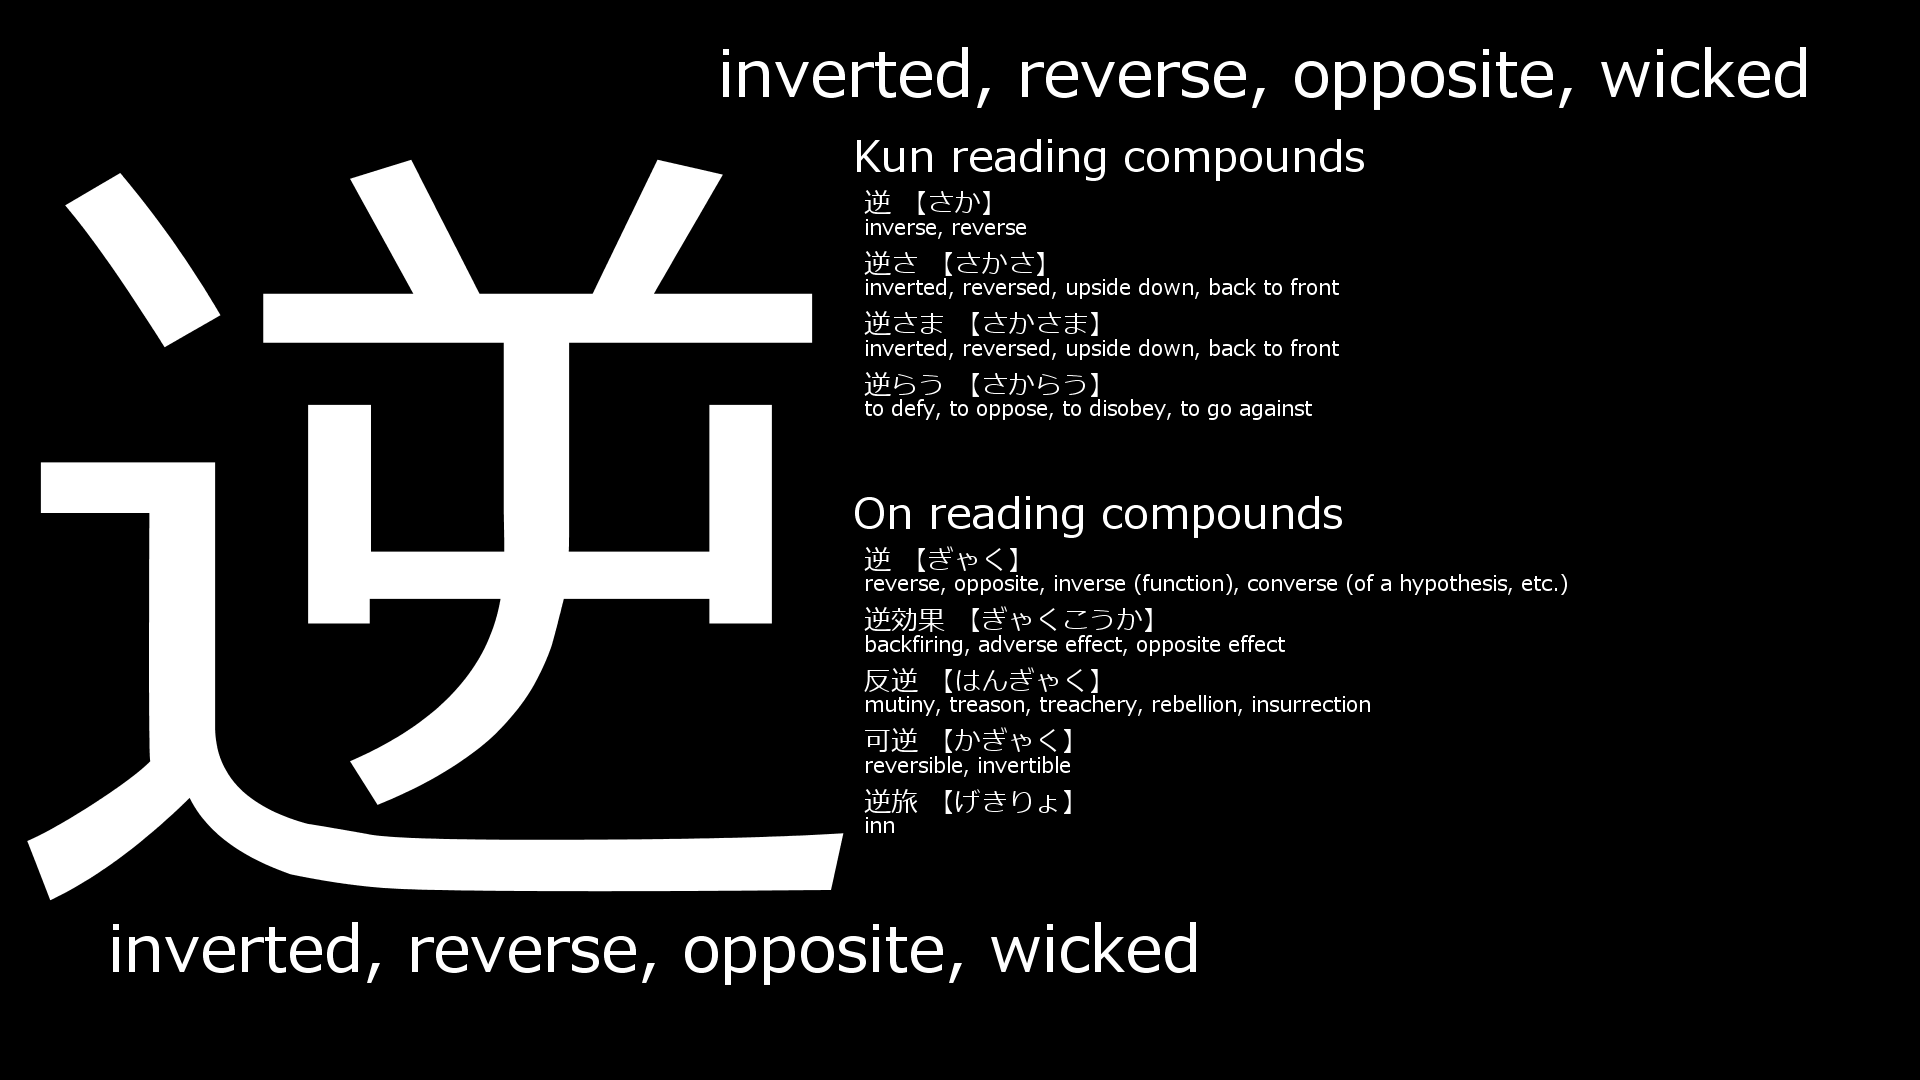 inverted, reverse, opposite, wicked
逆
Kun reading compounds
逆 【さか】
inverse, reverse
逆さ 【さかさ】
inverted, reversed, upside down, back to front
逆さま 【さかさま】
inverted, reversed, upside down, back to front
逆らう 【さからう】
to defy, to oppose, to disobey, to go against
On reading compounds
逆 【ぎゃく】
reverse, opposite, inverse (function), converse (of a hypothesis, etc.)
逆効果 【ぎゃくこうか】
backfiring, adverse effect, opposite effect
反逆 【はんぎゃく】
mutiny, treason, treachery, rebellion, insurrection
可逆 【かぎゃく】
reversible, invertible
逆旅 【げきりょ】
inn
inverted, reverse, opposite, wicked